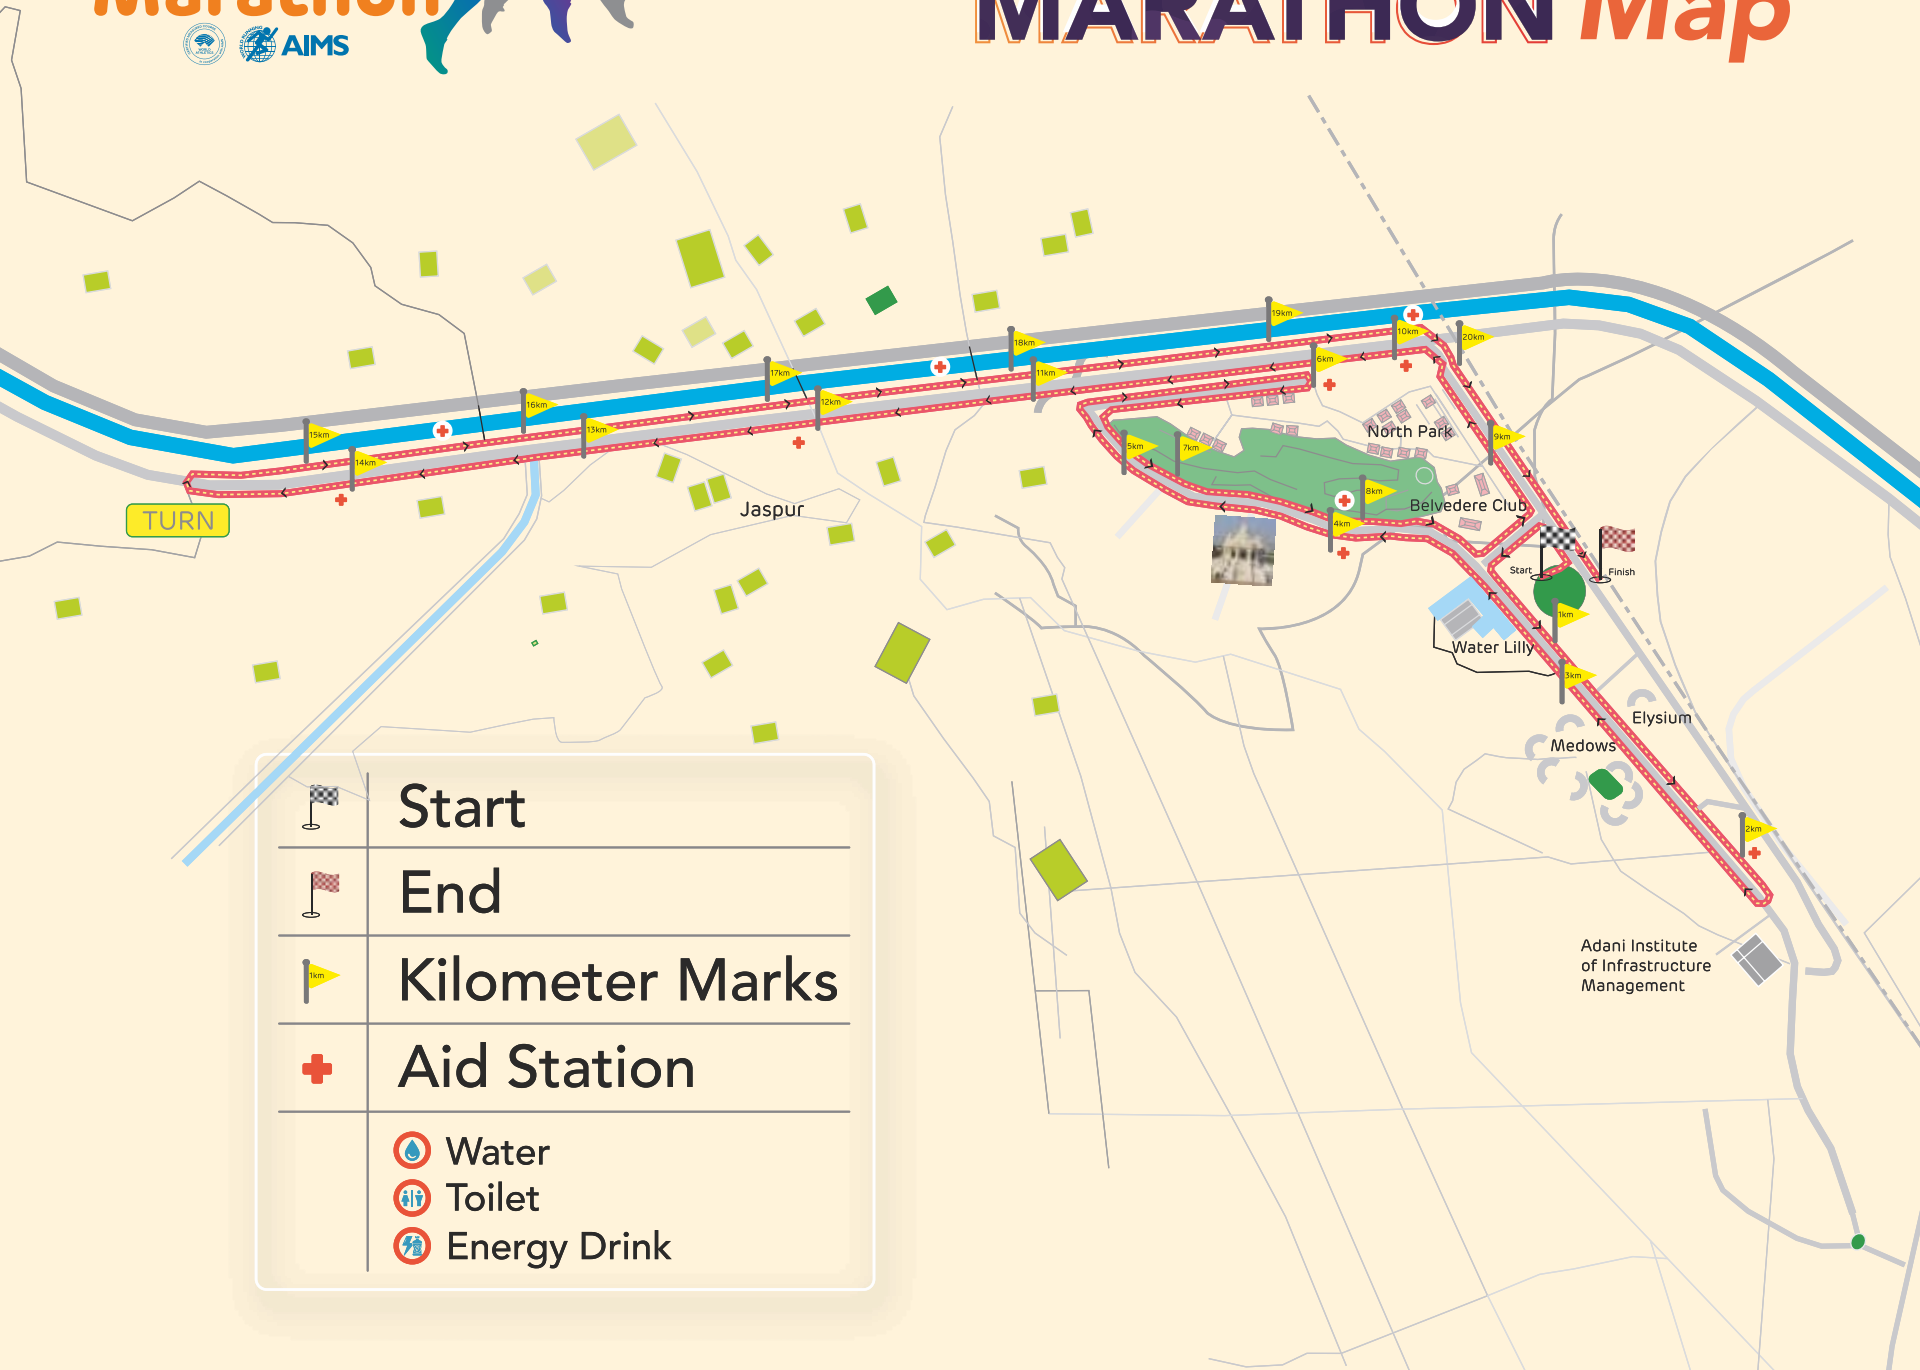 Marathon
MARATHON Map
AIMS
19km
10km
20km
18km
6km
17km
11km
16km
12km
15km
13km
14km
9km
North Park
5km
7km
8km
TURN
Jaspur
Belvedere Club
4km
Start
Finish
1km
Water Lilly
3km
Elysium
Medows
2km
Adani Institute
of Infrastructure
Management
Start
End
1km
Kilometer Marks
Aid Station
Water
Toilet
Energy Drink